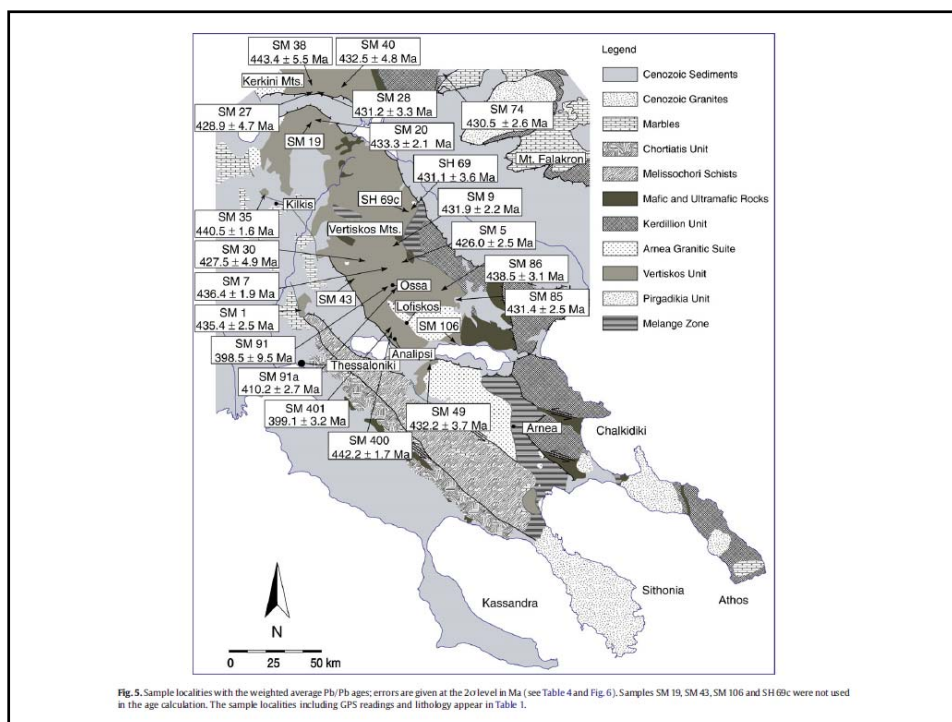 SM 38
443.4 ± 5.5 Ma
SM 40
432.5 ± 4.8 Ma
Kerkini Mts.
SM 27
428.9 ± 4.7 Ma
SM 19
SM 28
431.2 ± 3.3 Ma
SM 20
433.3 ± 2.1 Ma
SM 74
430.5 ± 2.6 Ma
Mt. Falakron
SH 69
431.1 ± 3.6 Ma
SH 69c
SM 9
431.9 ± 2.2 Ma
Kilkis
SM 35
440.5 ± 1.6 Ma
Vertiskos Mts.
SM 5
426.0 ± 2.5 Ma
SM 30
427.5 ± 4.9 Ma
SM 86
438.5 ± 3.1 Ma
SM 7
436.4 ± 1.9 Ma
SM 43
Ossa
Lofiskos
SM 85
431.4 ± 2.5 Ma
SM 1
435.4 ± 2.5 Ma
SM 106
SM 91
398.5 ± 9.5 Ma
Analipsi
Thessaloniki
SM 91a
410.2 ± 2.7 Ma
SM 401
399.1 ± 3.2 Ma
SM 49
432.2 ± 3.7 Ma
SM 400
442.2 ± 1.7 Ma
Arnea
Chalkidiki
Kassandra
Sithonia
Athos
N
0 25 50 km
Legend
Cenozoic Sediments
Cenozoic Granites
Marbles
Chortiatis Unit
Melissochori Schists
Mafic and Ultramafic Rocks
Kerdillion Unit
Arnea Granitic Suite
Vertiskos Unit
Pirgadikia Unit
Melange Zone
Fig. 5. Sample localities with the weighted average Pb/Pb ages; errors are given at the 2σ level in Ma (see Table 4 and Fig. 6). Samples SM 19, SM 43, SM 106 and SH 69c were not used
in the age calculation. The sample localities including GPS readings and lithology appear in Table 1.